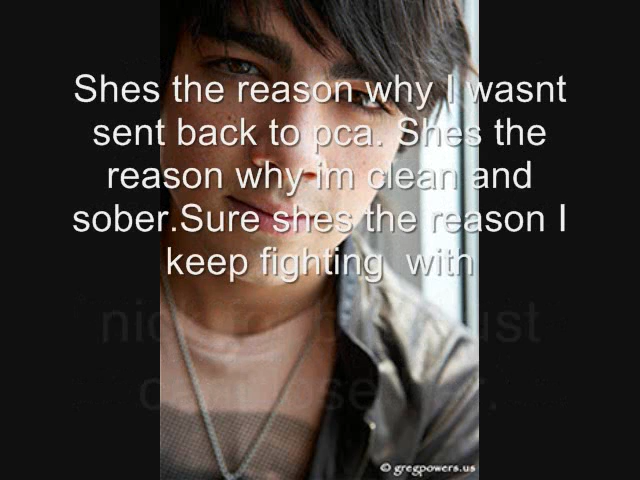 Shes the reason why I wasnt
sent back to pca. Shes the
reason why im clean and
sober.Sure shes the reason I
keep fighting with
© gregpowers.us